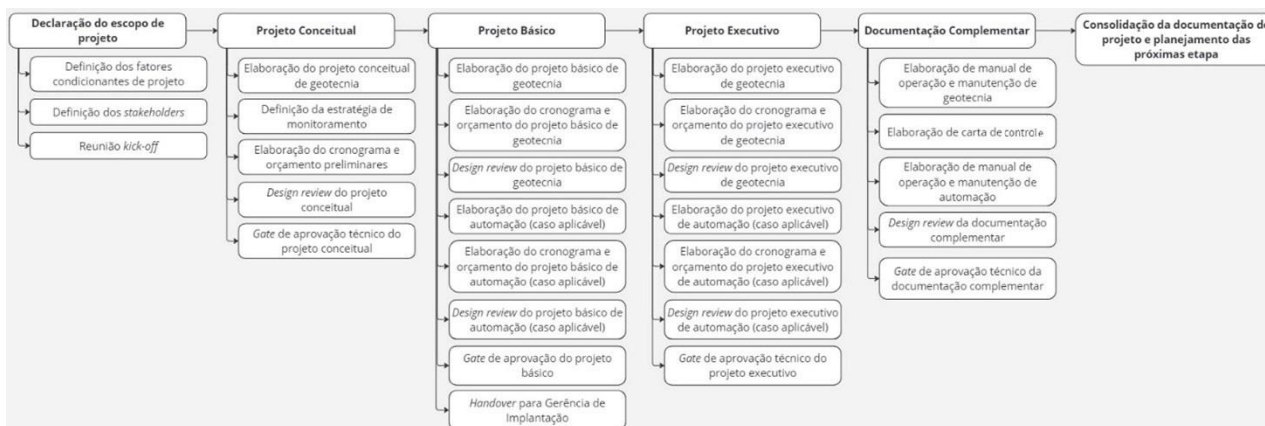 Declaração do escopo de
projeto
Definição dos fatores
condicionantes de projeto
Definição dos stakeholders
Reunião kick-off
Projeto Conceitual
Elaboração do projeto conceitual
de geotecnia
Definição da estratégia de
monitoramento
Elaboração do cronograma e
orçamento preliminares
Design review do projeto
conceitual
Gate de aprovação técnico do
projeto conceitual
Projeto Básico
Elaboração do projeto básico de
geotecnia
Elaboração do cronograma e
orçamento do projeto básico de
geotecnia
Design review do projeto básico de
geotecnia
Elaboração do projeto básico de
automação (caso aplicável)
Elaboração do cronograma e
orçamento do projeto básico de
automação (caso aplicável)
Design review do projeto básico de
automação (caso aplicável)
Gate de aprovação do projeto
básico
Handover para Gerência de
Implantação
Projeto Executivo
Elaboração do projeto executivo
de geotecnia
Elaboração do cronograma e
orçamento do projeto executivo
de geotecnia
Design review do projeto executivo
de geotecnia
Elaboração do projeto executivo
de automação (caso aplicável)
Elaboração do cronograma e
orçamento do projeto executivo
de automação (caso aplicável)
Design review do projeto executivo
de automação (caso aplicável)
Gate de aprovação técnico do
projeto executivo
Documentação Complementar
Elaboração de manual de
operação e manutenção de
geotecnia
Elaboração de carta de controle
Elaboração de manual de
operação e manutenção de
automação
Design review da documentação
complementar
Gate de aprovação técnico da
documentação complementar
Consolidação da documentação de
projeto e planejamento das
próximas etapa